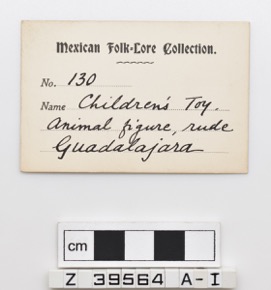 Mexican Folk-Lore Collection.
No. 130
Name Children's Toy.
Animal figure, rude
Guadalajara
cm
Z 39564 A-I